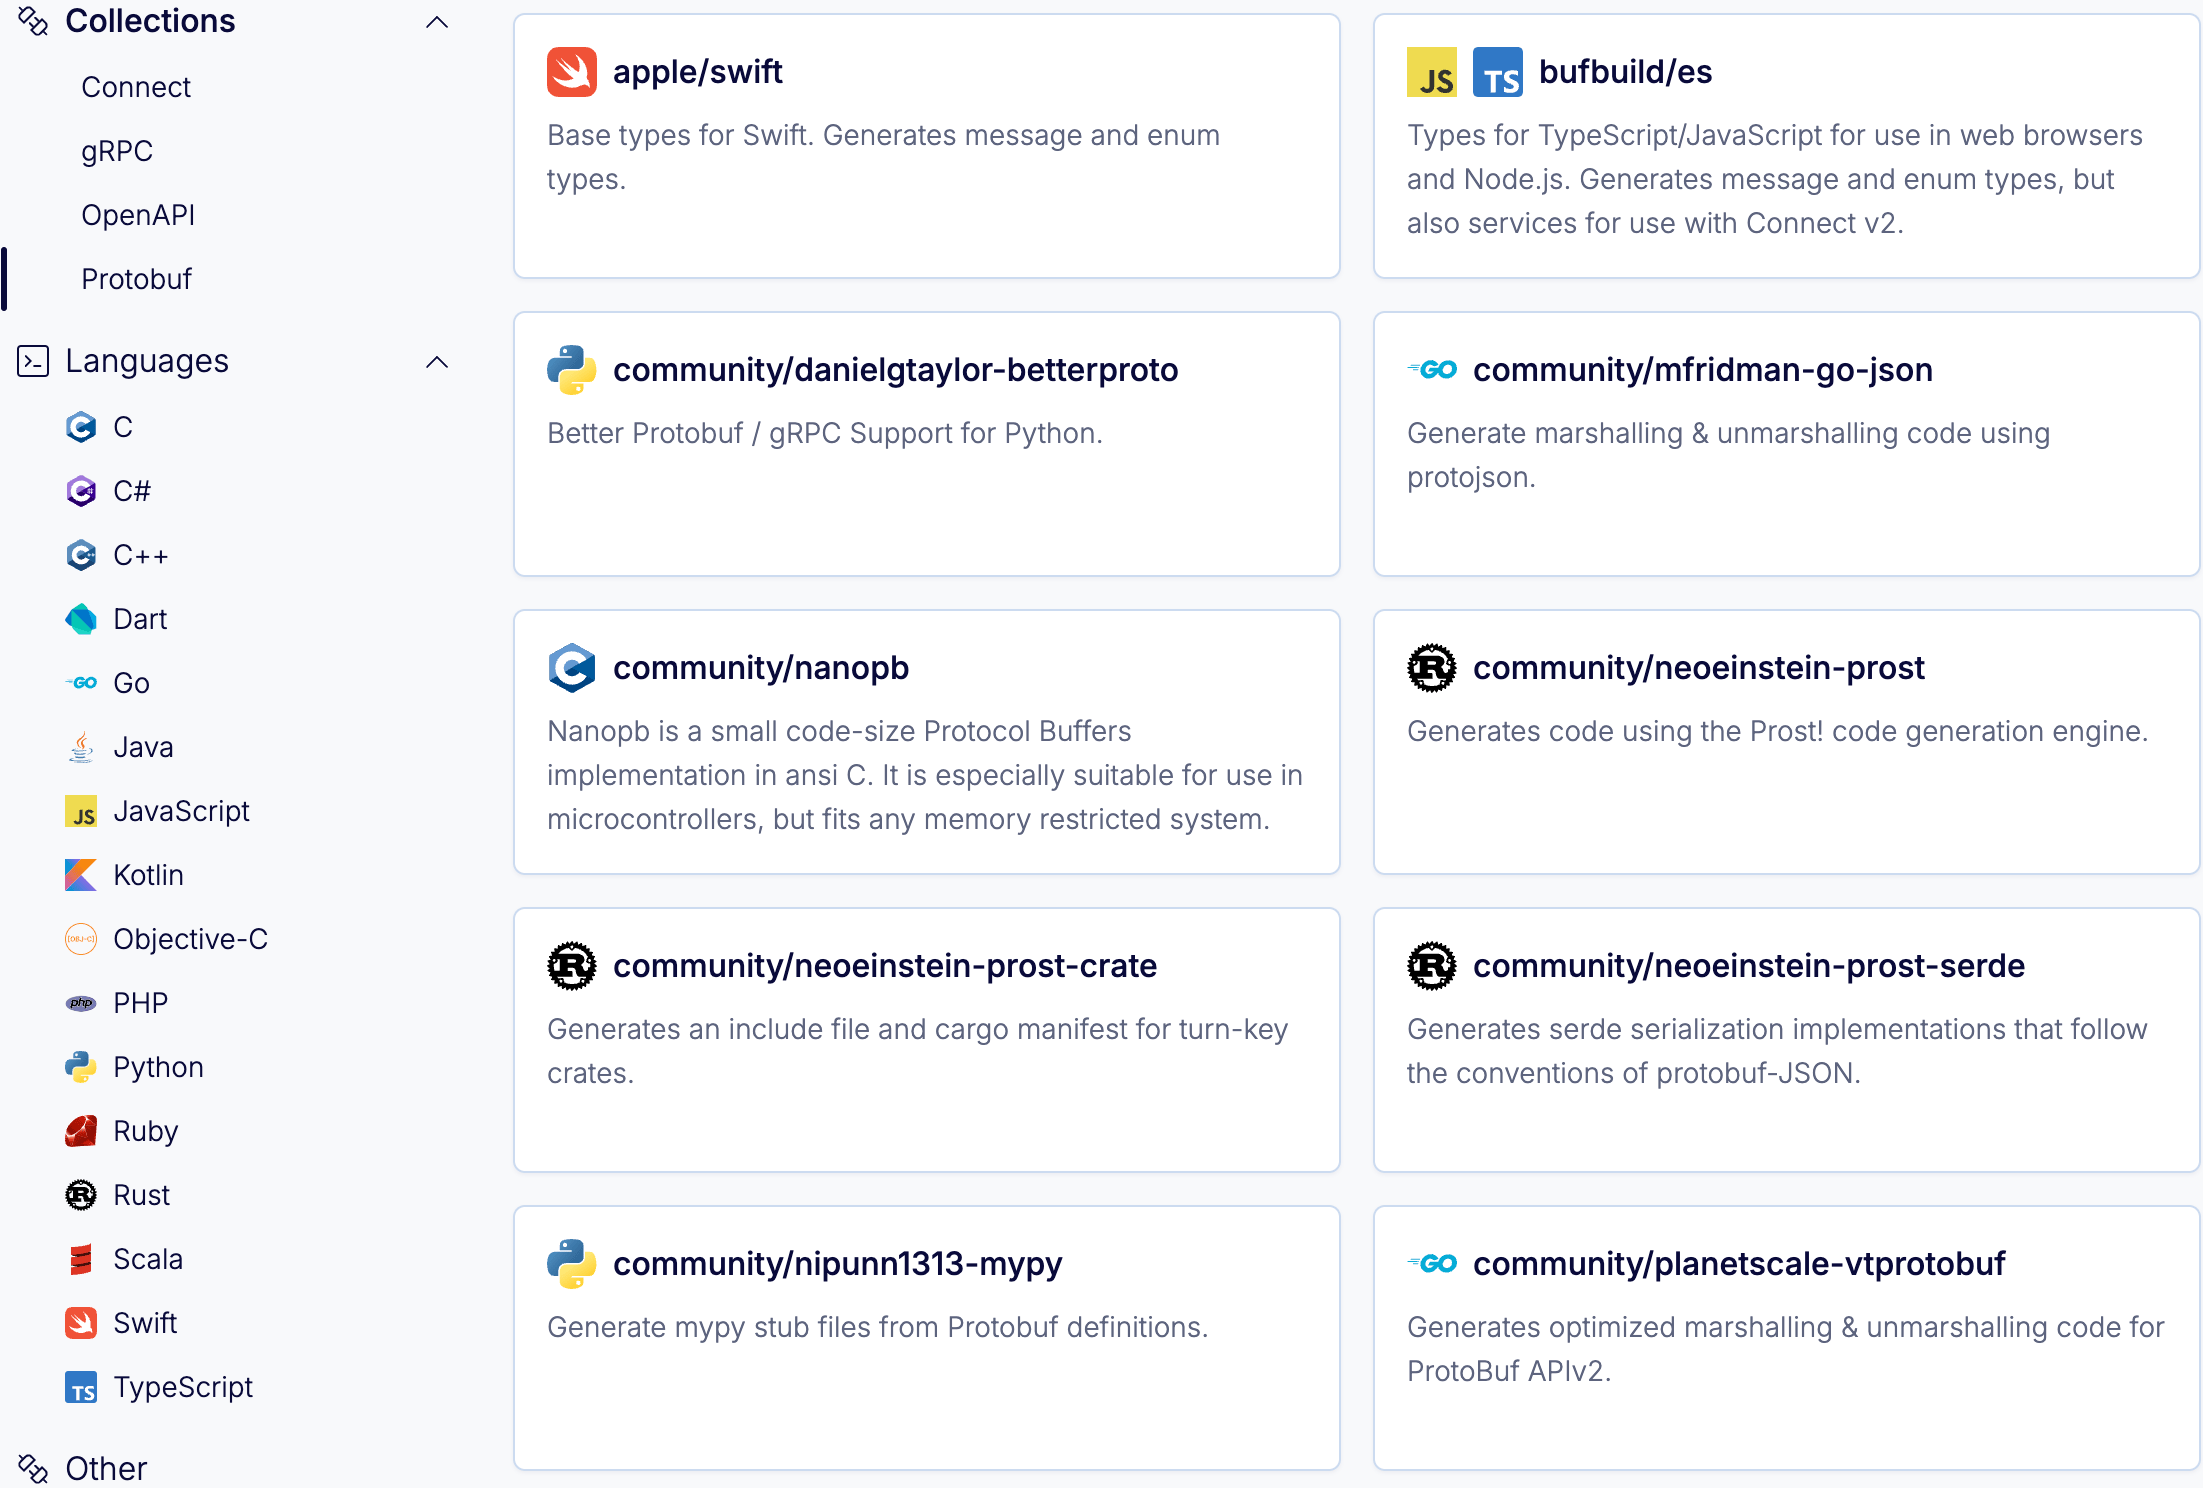 Collections
Connect
gRPC
OpenAPI
Protobuf
Languages
C
C#
C++
Dart
GO Go
Java
JS JavaScript
Kotlin
[OBJ-C] Objective-C
php PHP
Python
Ruby
Rust
Scala
Swift
TS TypeScript
Other
apple/swift
Base types for Swift. Generates message and enum
types.
JS TS bufbuild/es
Types for TypeScript/JavaScript for use in web browsers
and Node.js. Generates message and enum types, but
also services for use with Connect v2.
community/danielgtaylor-betterproto
Better Protobuf / gRPC Support for Python.
GO community/mfridman-go-json
Generate marshalling & unmarshalling code using
protojson.
community/nanopb
Nanopb is a small code-size Protocol Buffers
implementation in ansi C. It is especially suitable for use in
microcontrollers, but fits any memory restricted system.
community/neoeinstein-prost
Generates code using the Prost! code generation engine.
community/neoeinstein-prost-crate
Generates an include file and cargo manifest for turn-key
crates.
community/neoeinstein-prost-serde
Generates serde serialization implementations that follow
the conventions of protobuf-JSON.
community/nipunn1313-mypy
Generate mypy stub files from Protobuf definitions.
GO community/planetscale-vtprotobuf
Generates optimized marshalling & unmarshalling code for
ProtoBuf APIv2.